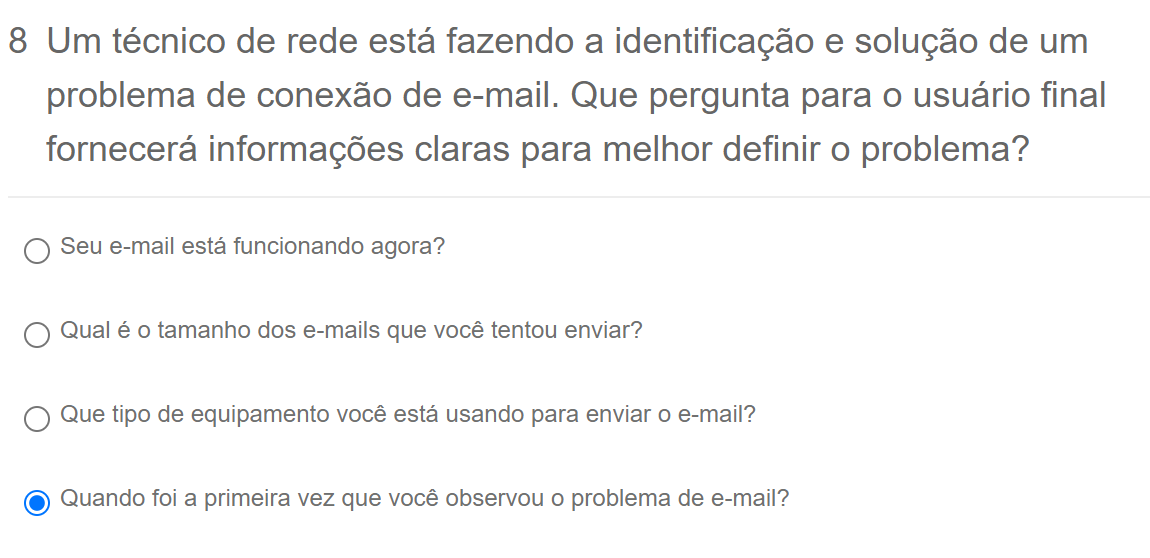 8 Um técnico de rede está fazendo a identificação e solução de um
problema de conexão de e-mail. Que pergunta para o usuário final
fornecerá informações claras para melhor definir o problema?
Seu e-mail está funcionando agora?
Qual é o tamanho dos e-mails que você tentou enviar?
Que tipo de equipamento você está usando para enviar o e-mail?
Quando foi a primeira vez que você observou o problema de e-mail?